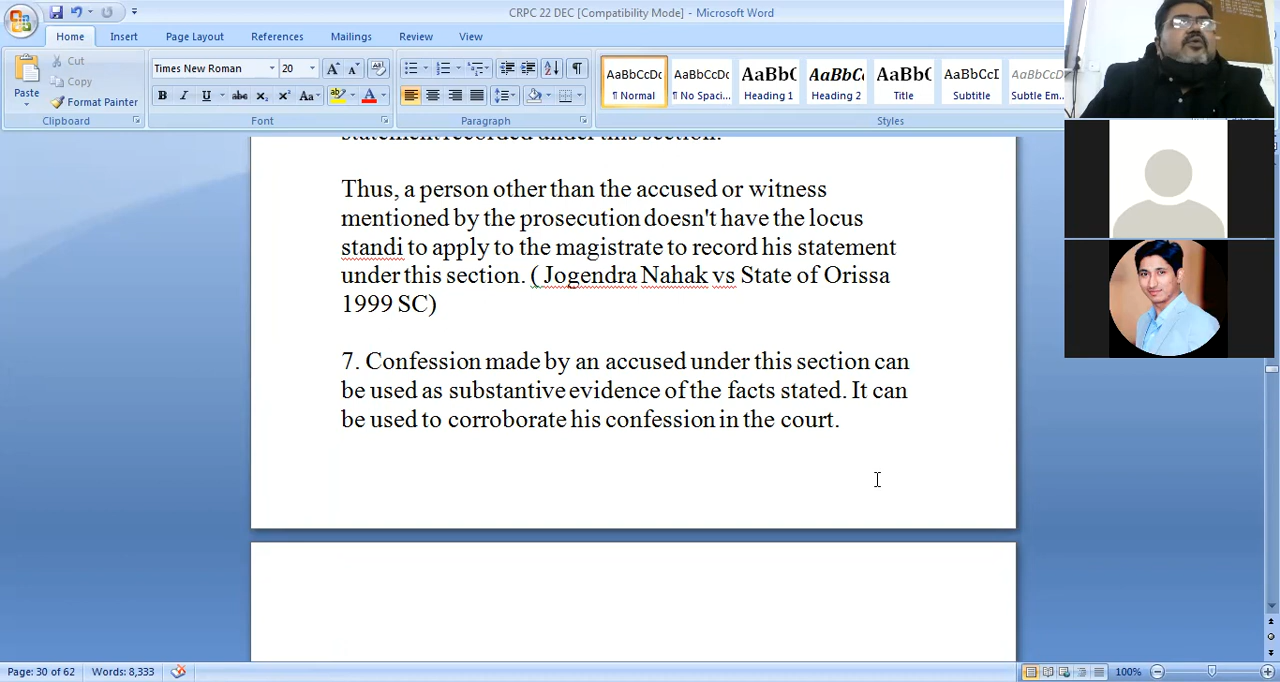 CRPC 22 DEC [Compatibility Mode] - Microsoft Word
Home Insert Page Layout References Mailings Review View
Paste
Cut
Copy
Format Painter
Clipboard
Times New Roman 20
Font
Paragraph
AaBbCcDc AaBbCcDc AaBbC AaBbC AaBbC AaBbCcI AaBbCcD
¶ Normal ¶ No Spaci... Heading 1 Heading 2 Title Subtitle Subtle Em...
Styles
statement recorded under this section.
Thus, a person other than the accused or witness
mentioned by the prosecution doesn't have the locus
standi to apply to the magistrate to record his statement
under this section. ( Jogendra Nahak vs State of Orissa
1999 SC)
7. Confession made by an accused under this section can
be used as substantive evidence of the facts stated. It can
be used to corroborate his confession in the court.
Page: 30 of 62 Words: 8,333 100%